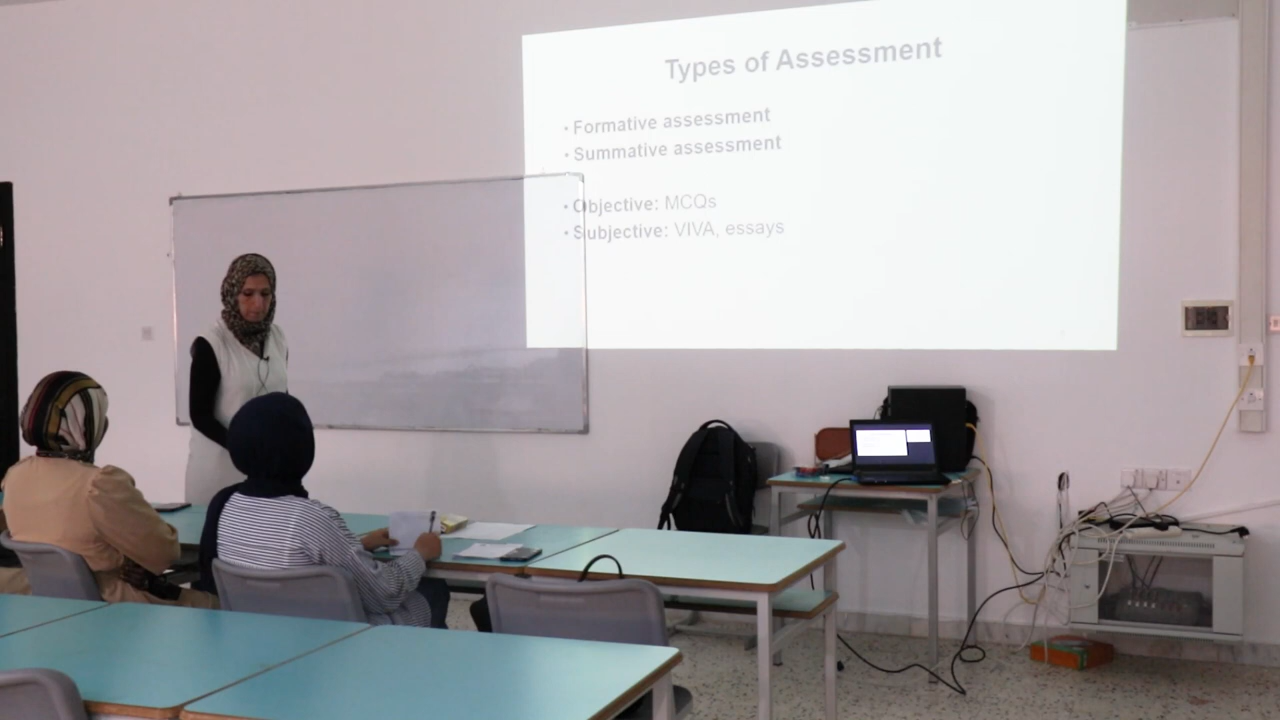 Types of Assessment
• Formative assessment
• Summative assessment
• Objective: MCQs
• Subjective: VIVA, essays